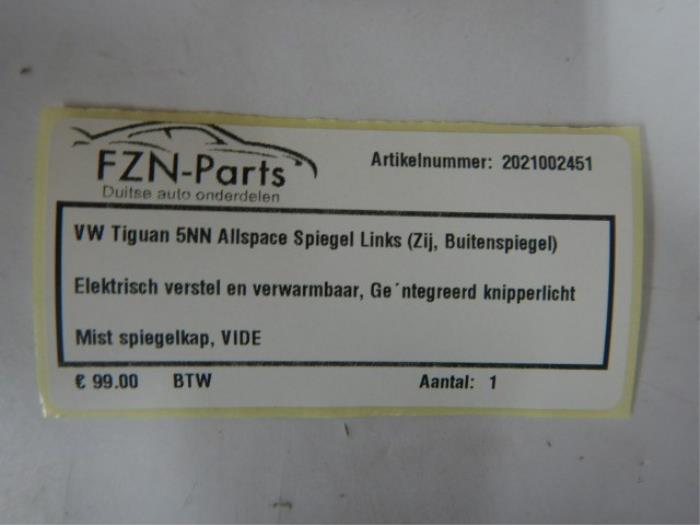 FZN-Parts
Duitse auto onderdelen
Artikelnummer: 2021002451
VW Tiguan 5NN Allspace Spiegel Links (Zij, Buitenspiegel)
Elektrisch verstel en verwarmbaar, Ge´ntegreerd knipperlicht
Mist spiegelkap, VIDE
€ 99.00 BTW Aantal: 1